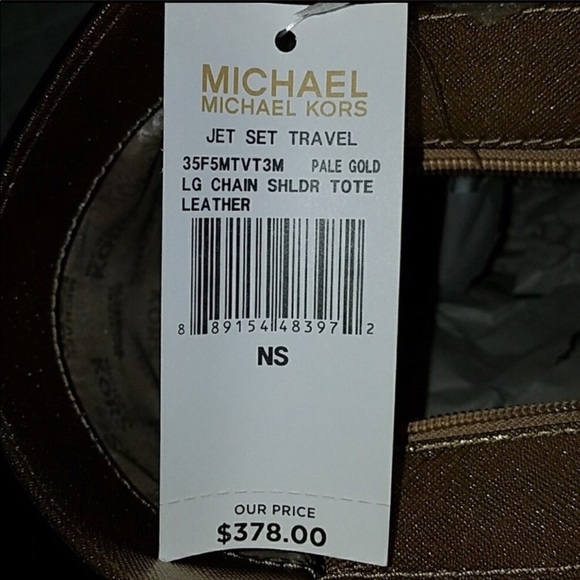 MICHAEL
MICHAEL KORS
JET SET TRAVEL
35F5MTVT3M PALE GOLD
LG CHAIN SHLDR TOTE
LEATHER
8 89154 48397 2
NS
OUR PRICE
$378.00
KORS